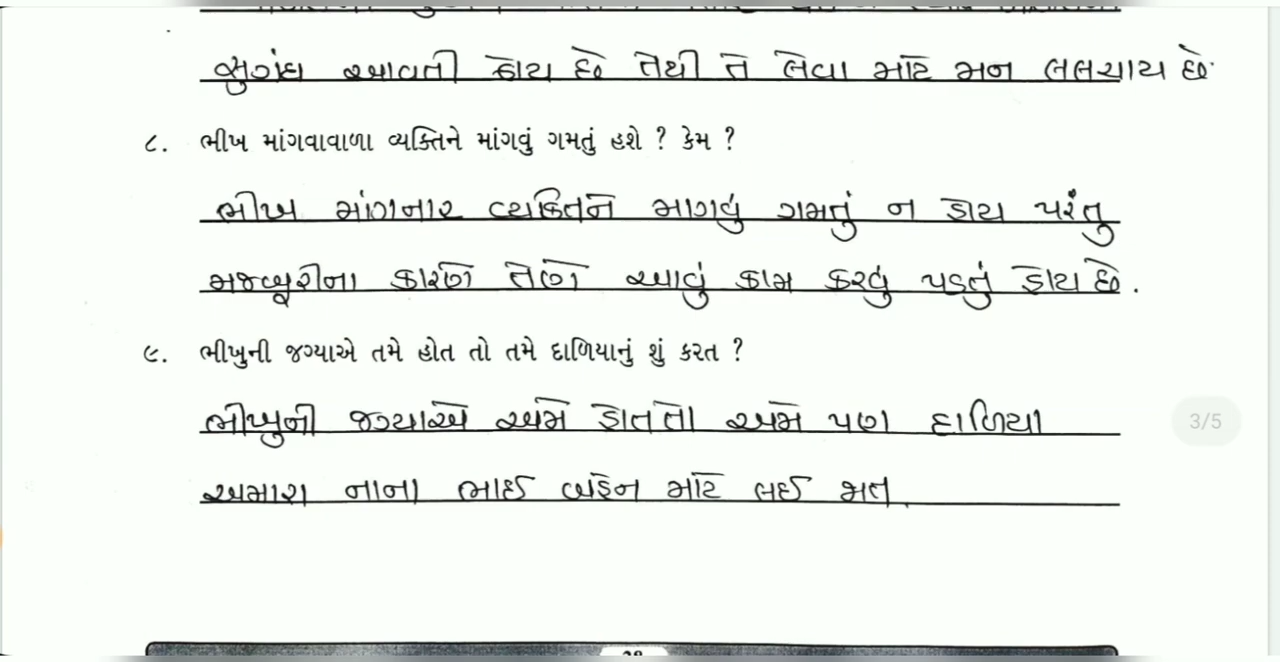 સુગંધ આવતી હોય છે તેથી તે લેવા માટે મન લલચાય છે.
૮. ભીખ માંગવાવાળા વ્યક્તિને માંગવું ગમતું હશે ? કેમ ?
ભીખ માંગનાર વ્યકિતને માગવું ગમતું ન હોય પરંતુ
મજબૂરીના કારણે તેણે આવું કામ કરવું પડતું હોય છે.
૯. ભીખુની જગ્યાએ તમે હોત તો તમે દાળિયાનું શું કરત ?
ભીખુની જગ્યાએ અમે હોત તો અમે પણ દાળિયા
3/5
અમારા નાના ભાઈ બહેન માટે લઈ જાત.